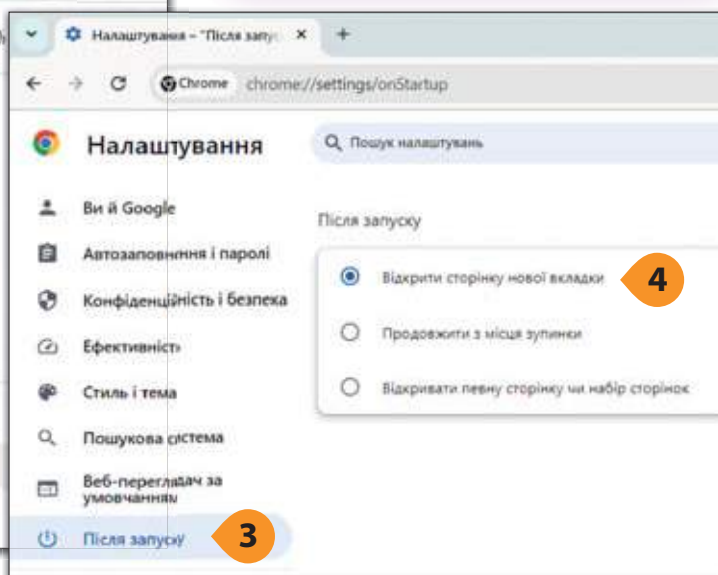 Налаштування – "Після запу
Chrome chrome://settings/onStartup
Налаштування
Пошук налаштувань
Ви й Google
Автозаповнення і паролі
Конфіденційність і безпека
Ефективність
Стиль і тема
Пошукова система
Веб-переглядач за
умовчанням
Після запуску
3
Після запуску
Відкрити сторінку нової вкладки
4
Продовжити з місця зупинки
Відкривати певну сторінку чи набір сторінок